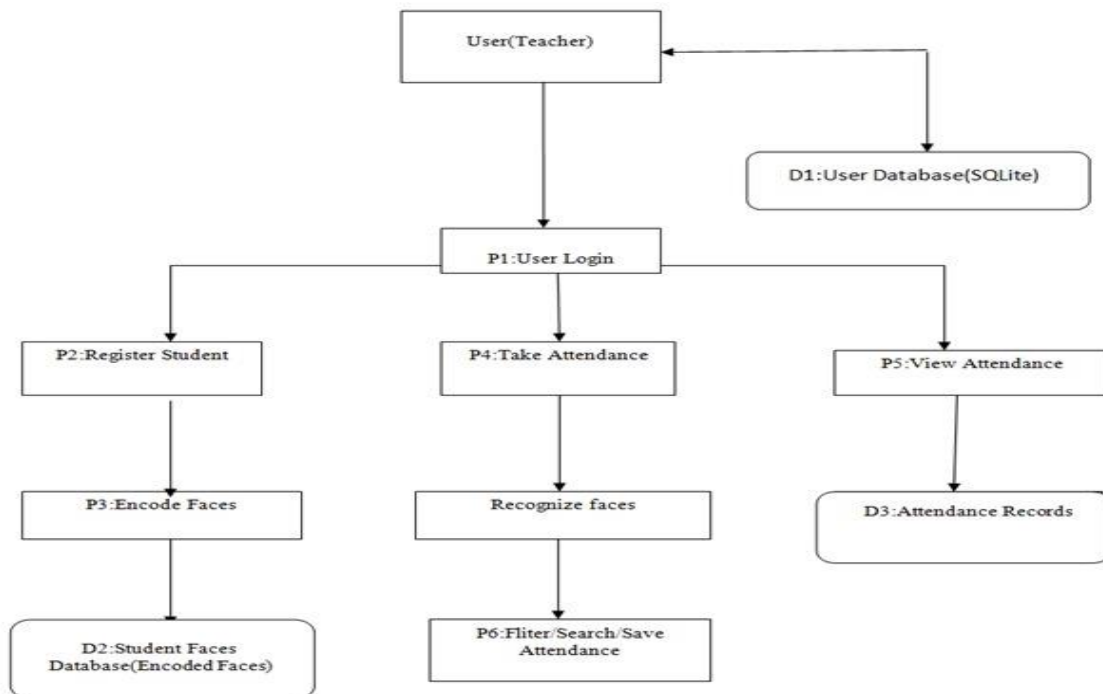 User(Teacher)
D1:User Database(SQLite)
P1:User Login
P2:Register Student
P4:Take Attendance
P5:View Attendance
P3:Encode Faces
Recognize faces
D3:Attendance Records
D2:Student Faces
Database(Encoded Faces)
P6:Fliter/Search/Save
Attendance